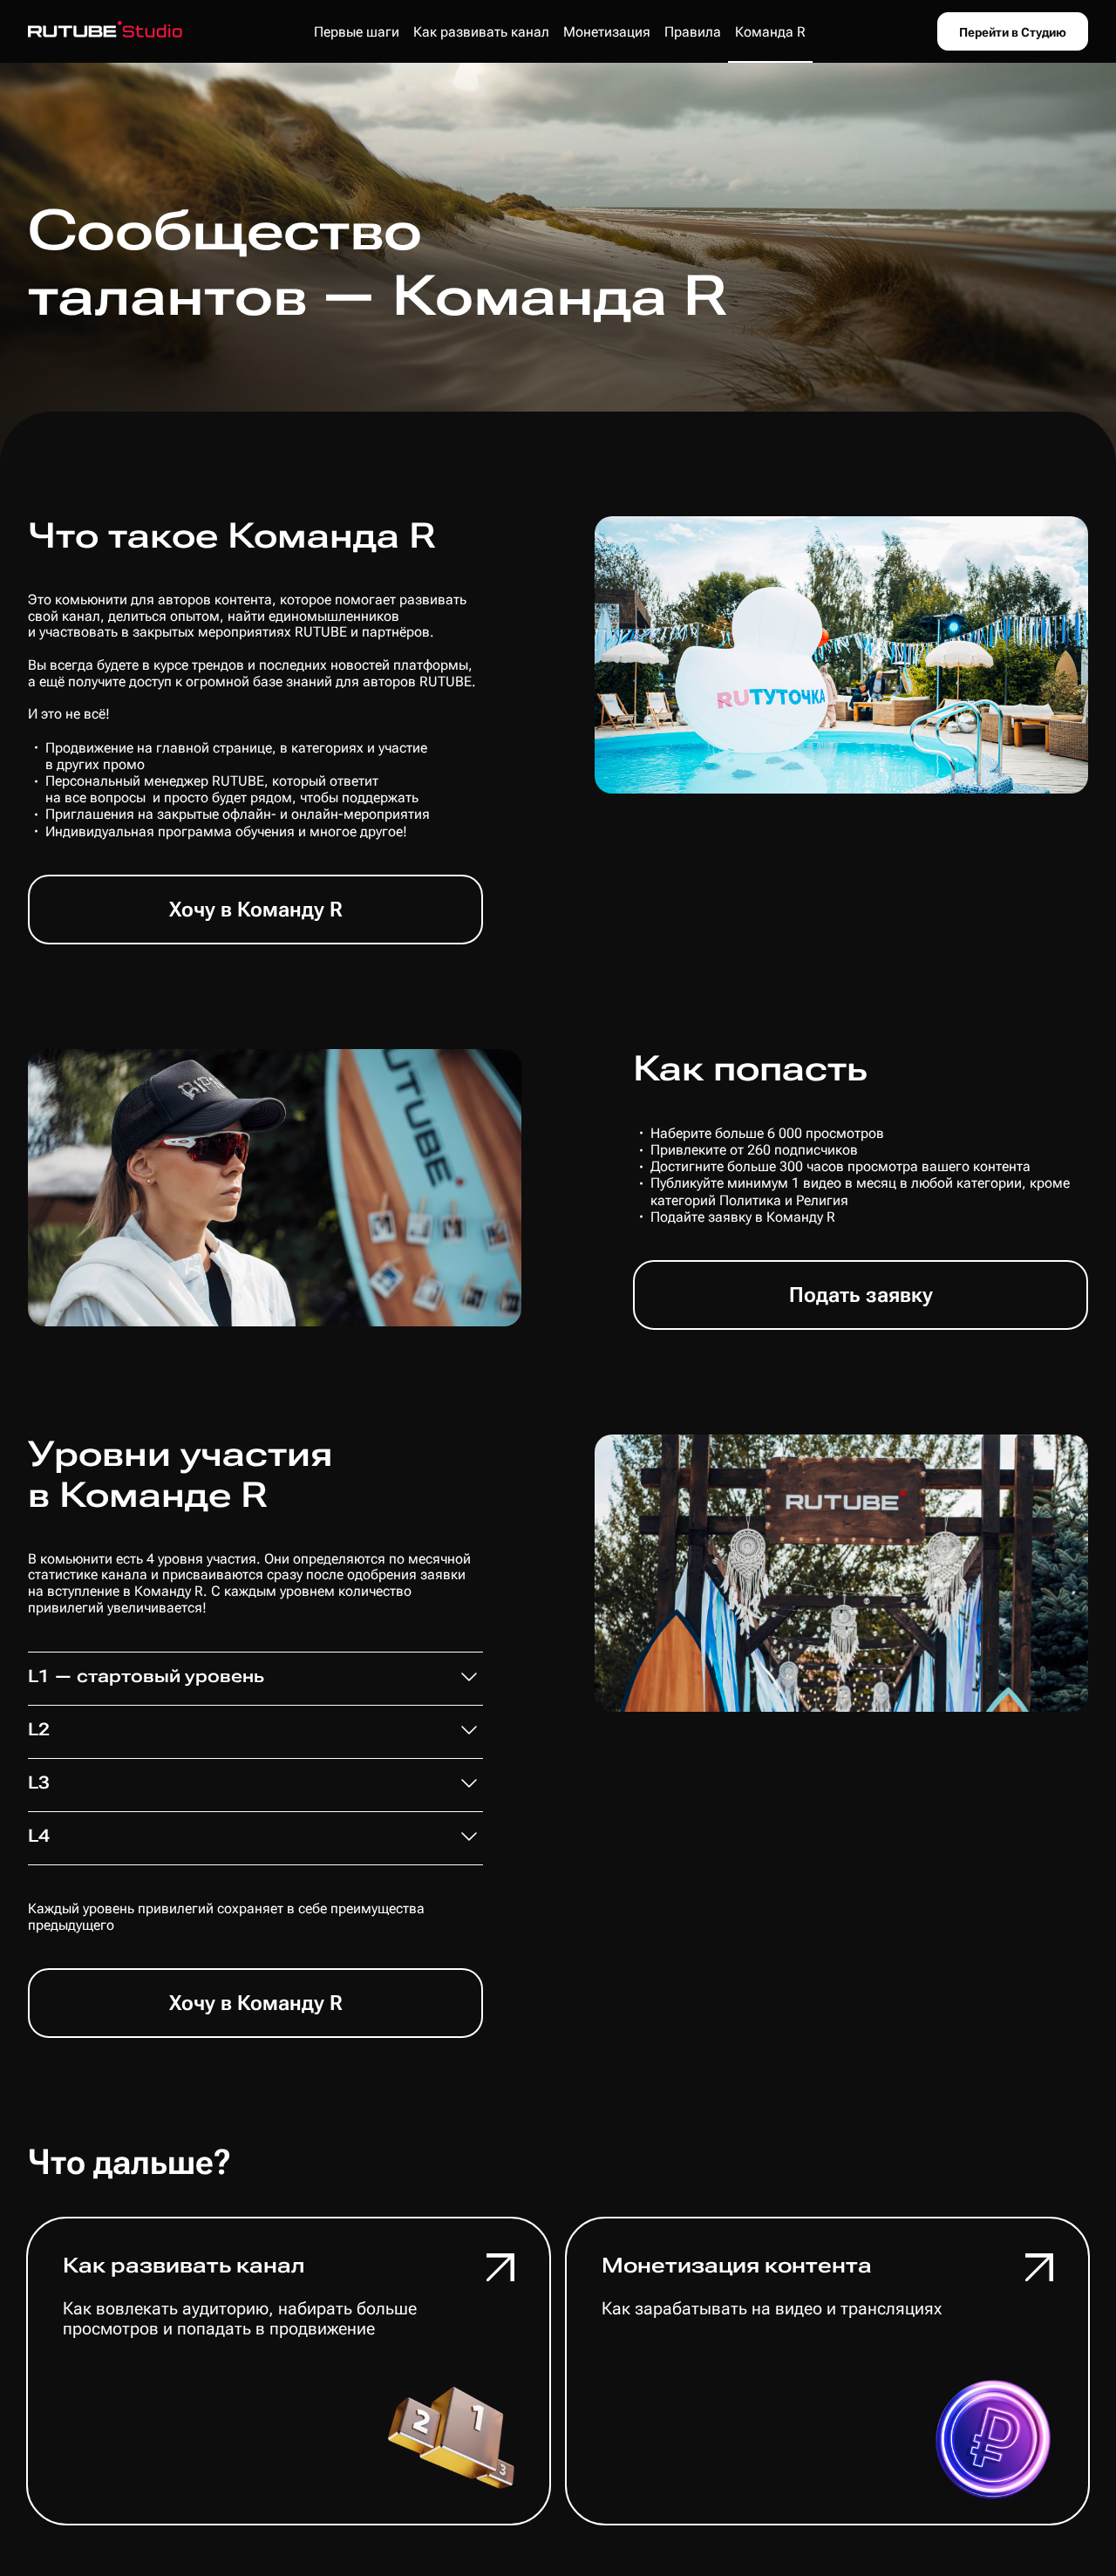 RUTUBE Studio
Первые шаги
Как развивать канал
Монетизация
Правила
Команда R
Перейти в Студию
Сообщество
талантов — Команда R
Что такое Команда R
Это комьюнити для авторов контента, которое помогает развивать
свой канал, делиться опытом, найти единомышленников
и участвовать в закрытых мероприятиях RUTUBE и партнёров.
Вы всегда будете в курсе трендов и последних новостей платформы,
а ещё получите доступ к огромной базе знаний для авторов RUTUBE.
И это не всё!
• Продвижение на главной странице, в категориях и участие
в других промо
• Персональный менеджер RUTUBE, который ответит
на все вопросы и просто будет рядом, чтобы поддержать
• Приглашения на закрытые офлайн- и онлайн-мероприятия
• Индивидуальная программа обучения и многое другое!
Хочу в Команду R
RUТУТОЧКА
RUTUBE
Как попасть
• Наберите больше 6 000 просмотров
• Привлеките от 260 подписчиков
• Достигните больше 300 часов просмотра вашего контента
• Публикуйте минимум 1 видео в месяц в любой категории, кроме
категорий Политика и Религия
• Подайте заявку в Команду R
Подать заявку
Уровни участия
в Команде R
В комьюнити есть 4 уровня участия. Они определяются по месячной
статистике канала и присваиваются сразу после одобрения заявки
на вступление в Команду R. С каждым уровнем количество
привилегий увеличивается!
L1 — стартовый уровень
L2
L3
L4
Каждый уровень привилегий сохраняет в себе преимущества
предыдущего
Хочу в Команду R
RUTUBE
Что дальше?
Как развивать канал
Как вовлекать аудиторию, набирать больше
просмотров и попадать в продвижение
2 1 3
Монетизация контента
Как зарабатывать на видео и трансляциях
₽